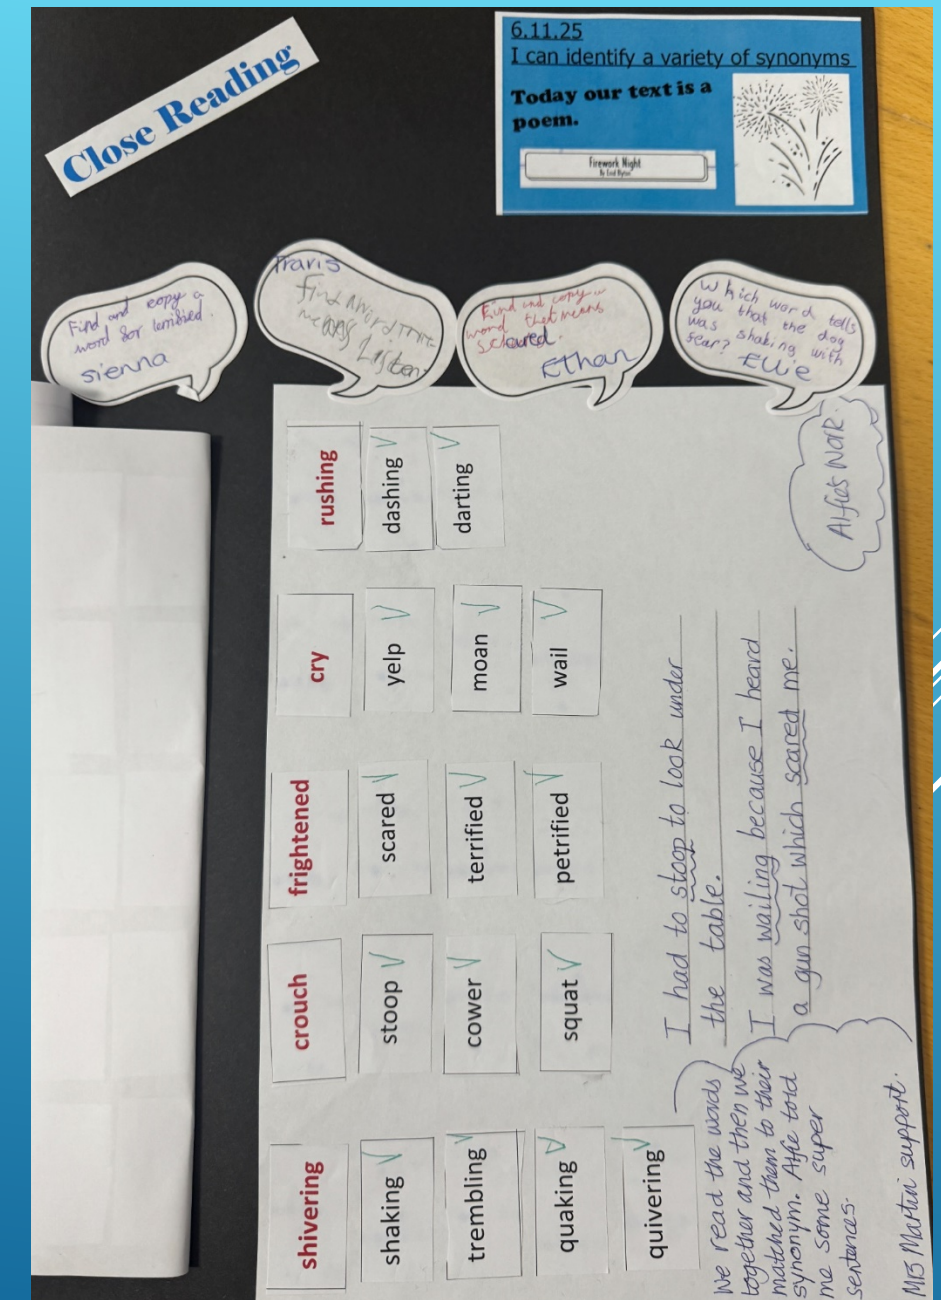 Close Reading
6.11.25
I can identify a variety of synonyms
Today our text is a
poem.
Firework Night
By Enid Blyton
Find and copy a
word for terrified.
sienna
Travis
find a word that
means Listen
Find and copy a
word that means
scared.
Ethan
Which word tells
you that the dog
was shaking with
fear?
Ellie
Alfie's Work.
shivering
shaking
trembling
quaking
quivering
crouch
stoop
cower
squat
frightened
scared
terrified
petrified
cry
yelp
moan
wail
rushing
dashing
darting
I had to stoop to look under
the table.
I was wailing because I heard
a gun shot which scared me.
We read the words
together and then we
matched them to their
synonym. Alfie told
me some super
sentences.
Mrs Martin support.